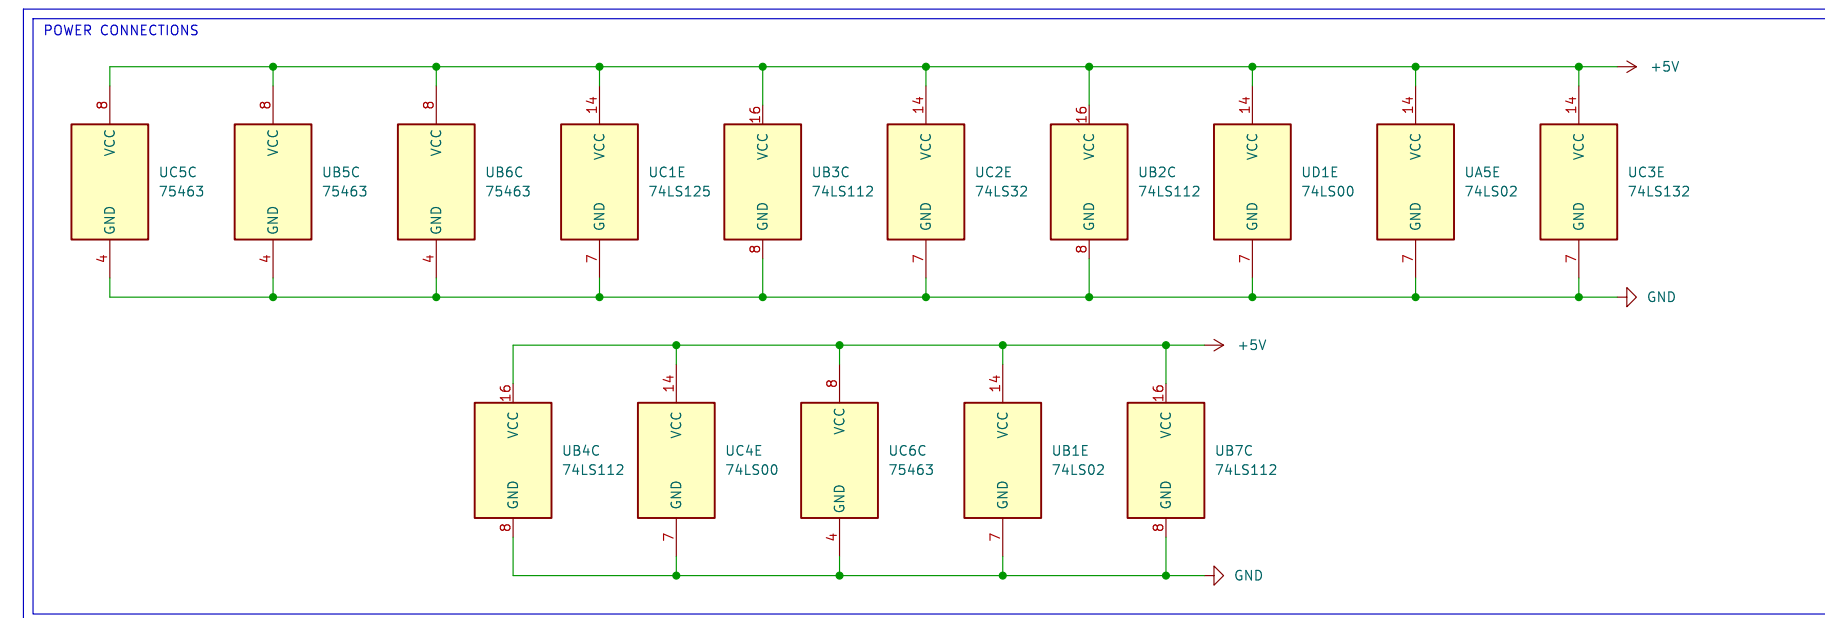 POWER CONNECTIONS
+5V
8 8 8 14 16 14 16 14 14 14
VCC VCC VCC VCC VCC VCC VCC VCC VCC VCC
UC5C UB5C UB6C UC1E UB3C UC2E UB2C UD1E UA5E UC3E
75463 75463 75463 74LS125 74LS112 74LS32 74LS112 74LS00 74LS02 74LS132
GND GND GND GND GND GND GND GND GND GND
4 4 4 7 8 7 8 7 7 7
GND
+5V
16 14 8 14 16
VCC VCC VCC VCC VCC
UB4C UC4E UC6C UB1E UB7C
74LS112 74LS00 75463 74LS02 74LS112
GND GND GND GND GND
8 7 4 7 8
GND